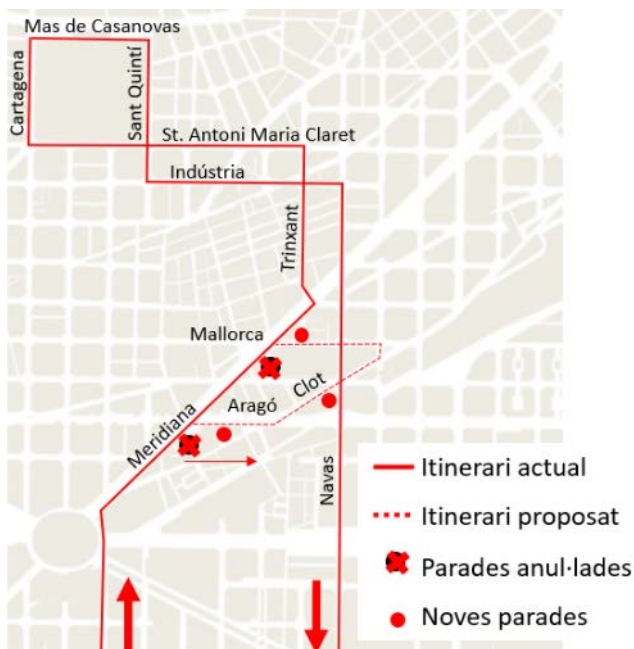 Mas de Casanovas
Cartagena
Sant Quintí
St. Antoni Maria Claret
Indústria
Trinxant
Mallorca
Clot
Aragó
Meridiana
Navas
Itinerari actual
Itinerari proposat
Parades anul·lades
Noves parades